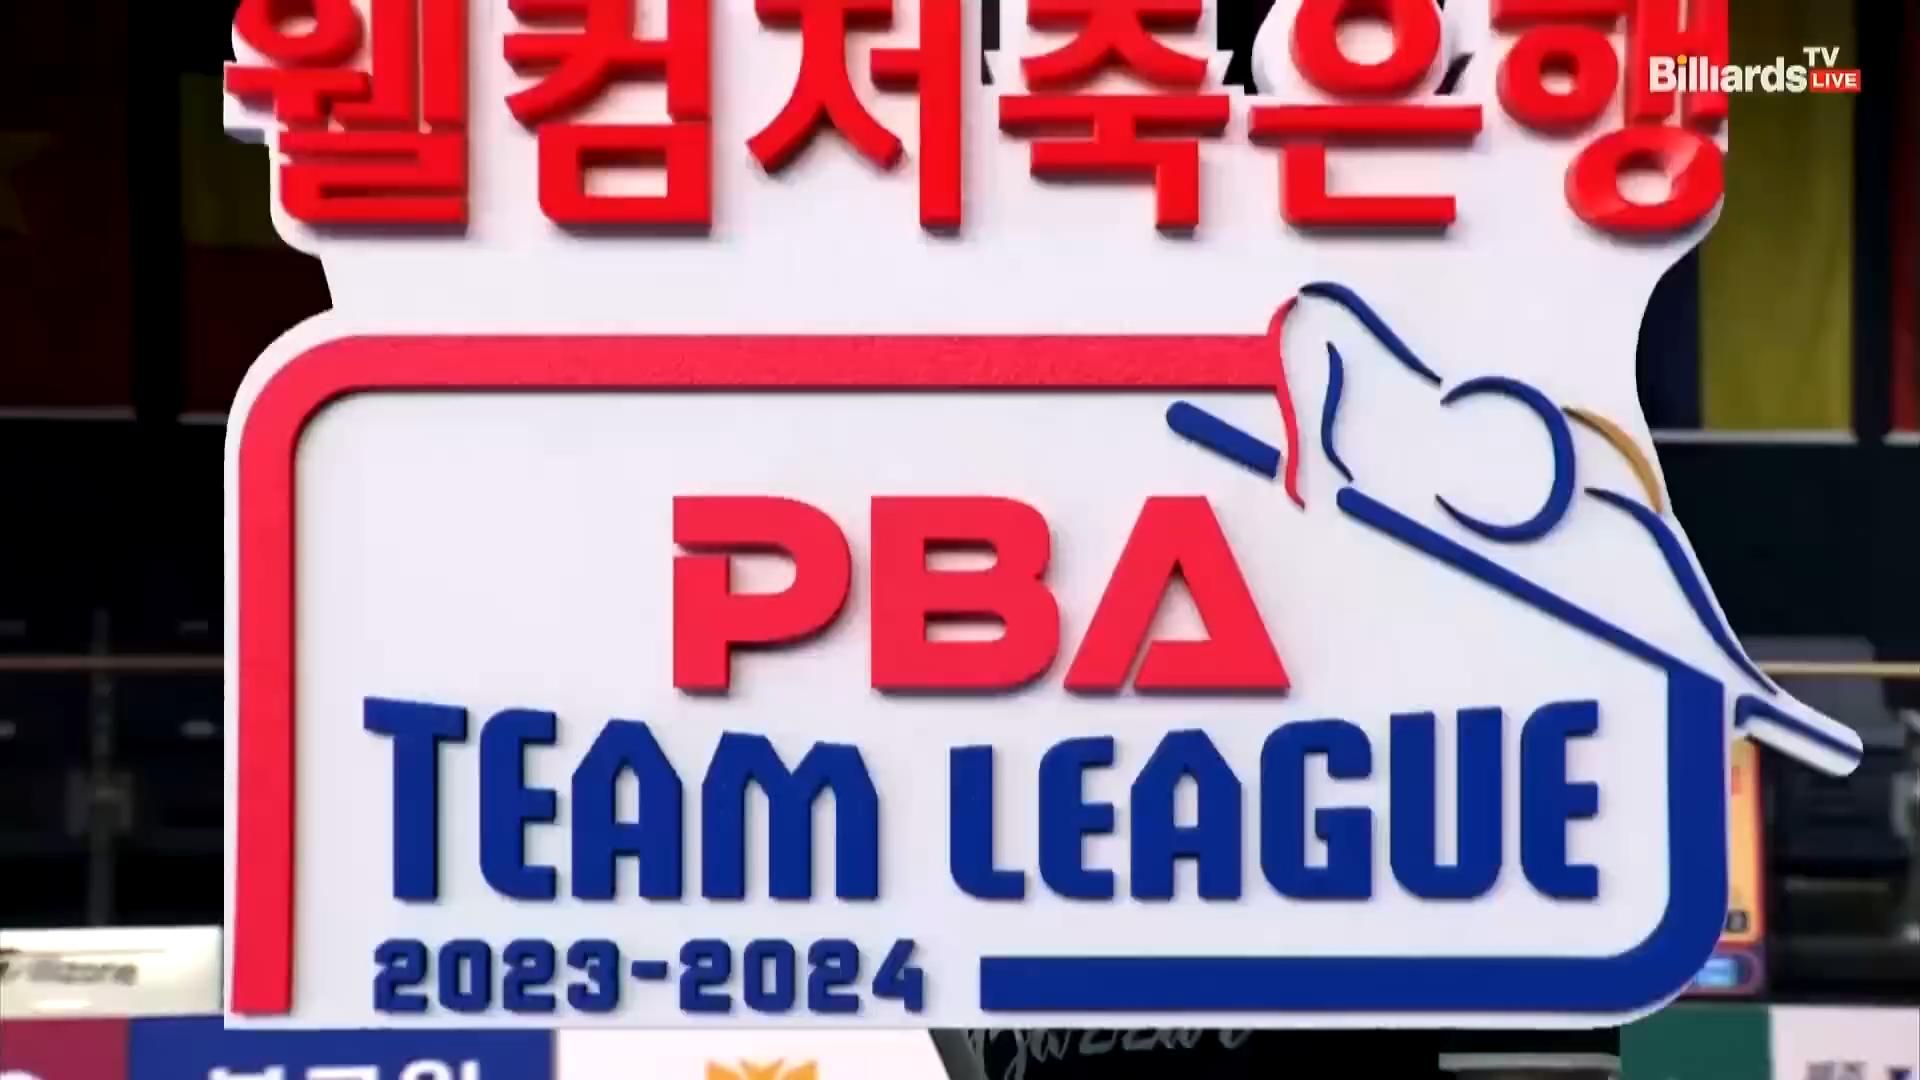 웰컴저축은행
Billiards TV
LIVE
PBA
TEAM LEAGUE
2023-2024